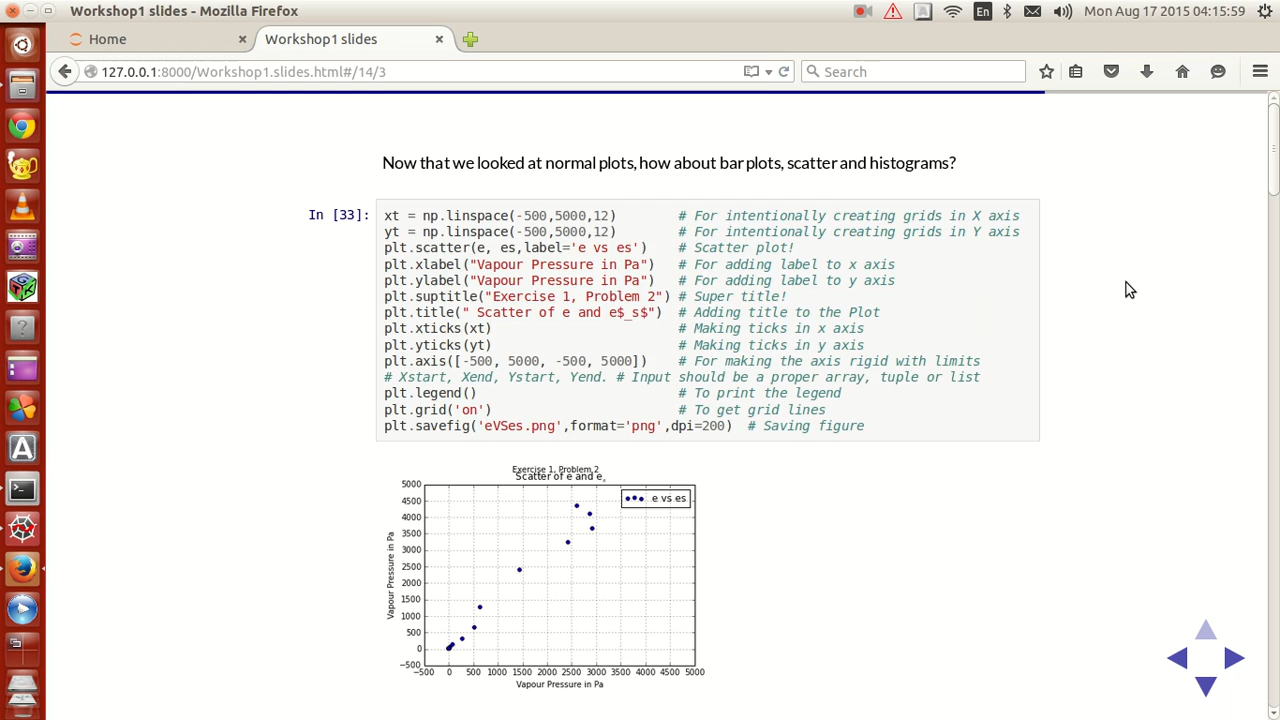 Workshop1 slides - Mozilla Firefox
En
Mon Aug 17 2015 04:15:59
Home
Workshop1 slides
127.0.0.1:8000/Workshop1.slides.html#/14/3
Search
Now that we looked at normal plots, how about bar plots, scatter and histograms?
In [33]:
xt = np.linspace(-500,5000,12) # For intentionally creating grids in X axis
yt = np.linspace(-500,5000,12) # For intentionally creating grids in Y axis
plt.scatter(e, es,label='e vs es') # Scatter plot!
plt.xlabel("Vapour Pressure in Pa") # For adding label to x axis
plt.ylabel("Vapour Pressure in Pa") # For adding label to y axis
plt.suptitle("Exercise 1, Problem 2") # Super title!
plt.title(" Scatter of e and e$_s$") # Adding title to the Plot
plt.xticks(xt) # Making ticks in x axis
plt.yticks(yt) # Making ticks in y axis
plt.axis([-500, 5000, -500, 5000]) # For making the axis rigid with limits
# Xstart, Xend, Ystart, Yend. # Input should be a proper array, tuple or list
plt.legend() # To print the legend
plt.grid('on') # To get grid lines
plt.savefig('eVSes.png',format='png',dpi=200) # Saving figure
Exercise 1, Problem 2
Scatter of e and eₛ
e vs es
5000
4500
4000
3500
3000
2500
2000
1500
1000
500
0
−500
Vapour Pressure in Pa
−500 0 500 1000 1500 2000 2500 3000 3500 4000 4500 5000
Vapour Pressure in Pa